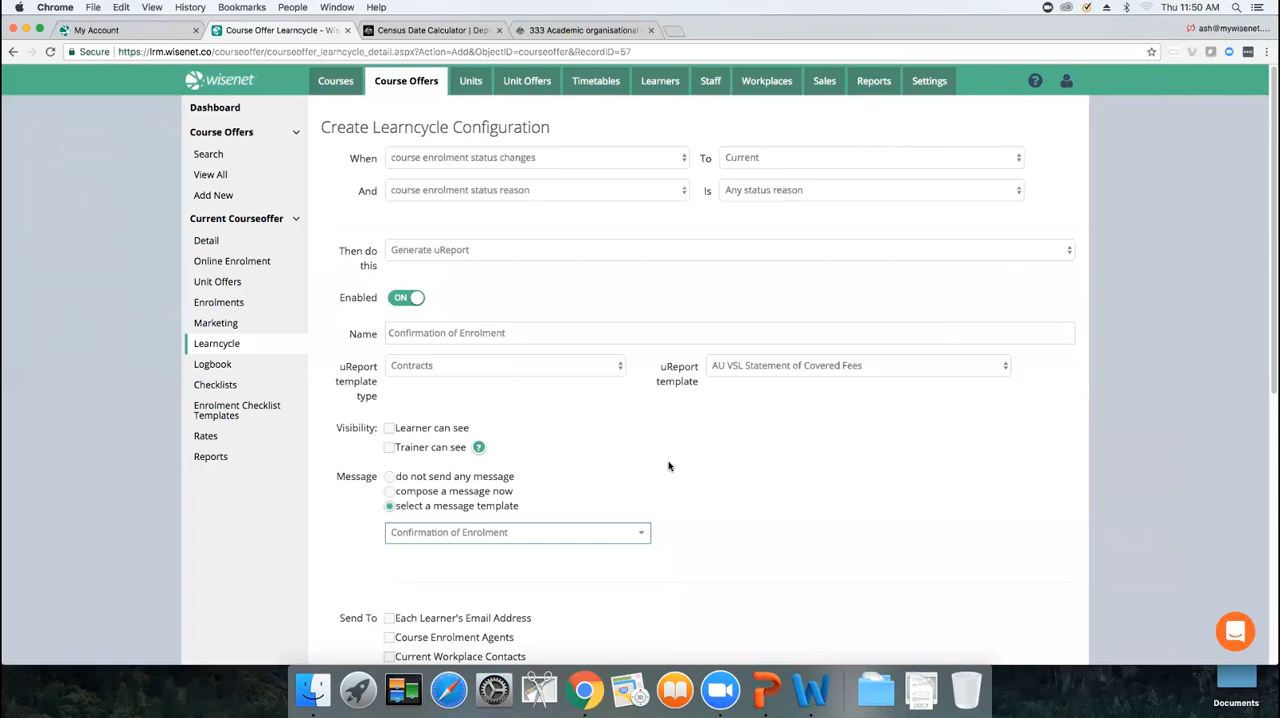 Chrome File Edit View History Bookmarks People Window Help Thu 11:50 AM
My Account × Course Offer Learncycle - Wis × Census Date Calculator | Dep × 333 Academic organisational ×
ash@mywisenet....
Secure https://lrm.wisenet.co/courseoffer/courseoffer_learncycle_detail.aspx?Action=Add&ObjectID=courseoffer&RecordID=57
wisenet Courses Course Offers Units Unit Offers Timetables Learners Staff Workplaces Sales Reports Settings ?
Dashboard
Course Offers
Search
View All
Add New
Current Courseoffer
Detail
Online Enrolment
Unit Offers
Enrolments
Marketing
Learncycle
Logbook
Checklists
Enrolment Checklist
Templates
Rates
Reports
Create Learncycle Configuration
When course enrolment status changes To Current
And course enrolment status reason Is Any status reason
Then do this Generate uReport
Enabled ON
Name Confirmation of Enrolment
uReport template type Contracts uReport template AU VSL Statement of Covered Fees
Visibility: Learner can see
Trainer can see ?
Message do not send any message
compose a message now
select a message template
Confirmation of Enrolment
Send To Each Learner's Email Address
Course Enrolment Agents
Current Workplace Contacts
DOCX
Documents